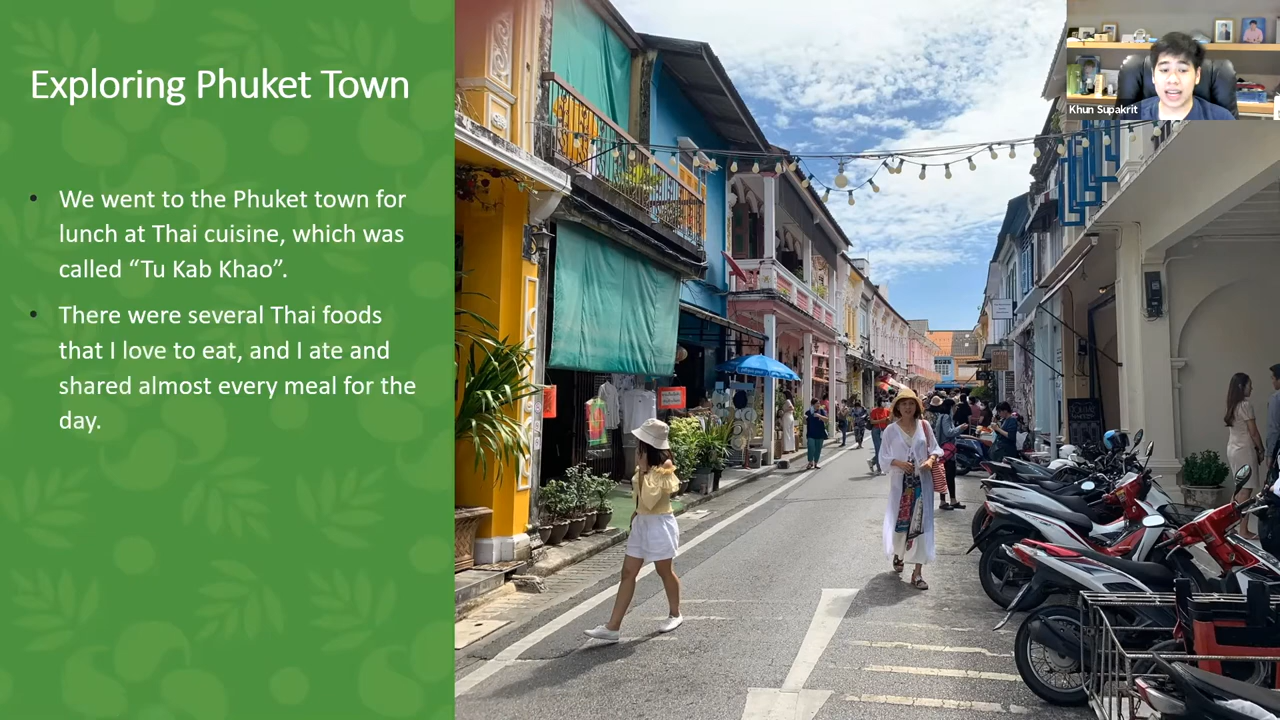 Exploring Phuket Town
• We went to the Phuket town for
lunch at Thai cuisine, which was
called “Tu Kab Khao”.
• There were several Thai foods
that I love to eat, and I ate and
shared almost every meal for the
day.
Khun Supakrit